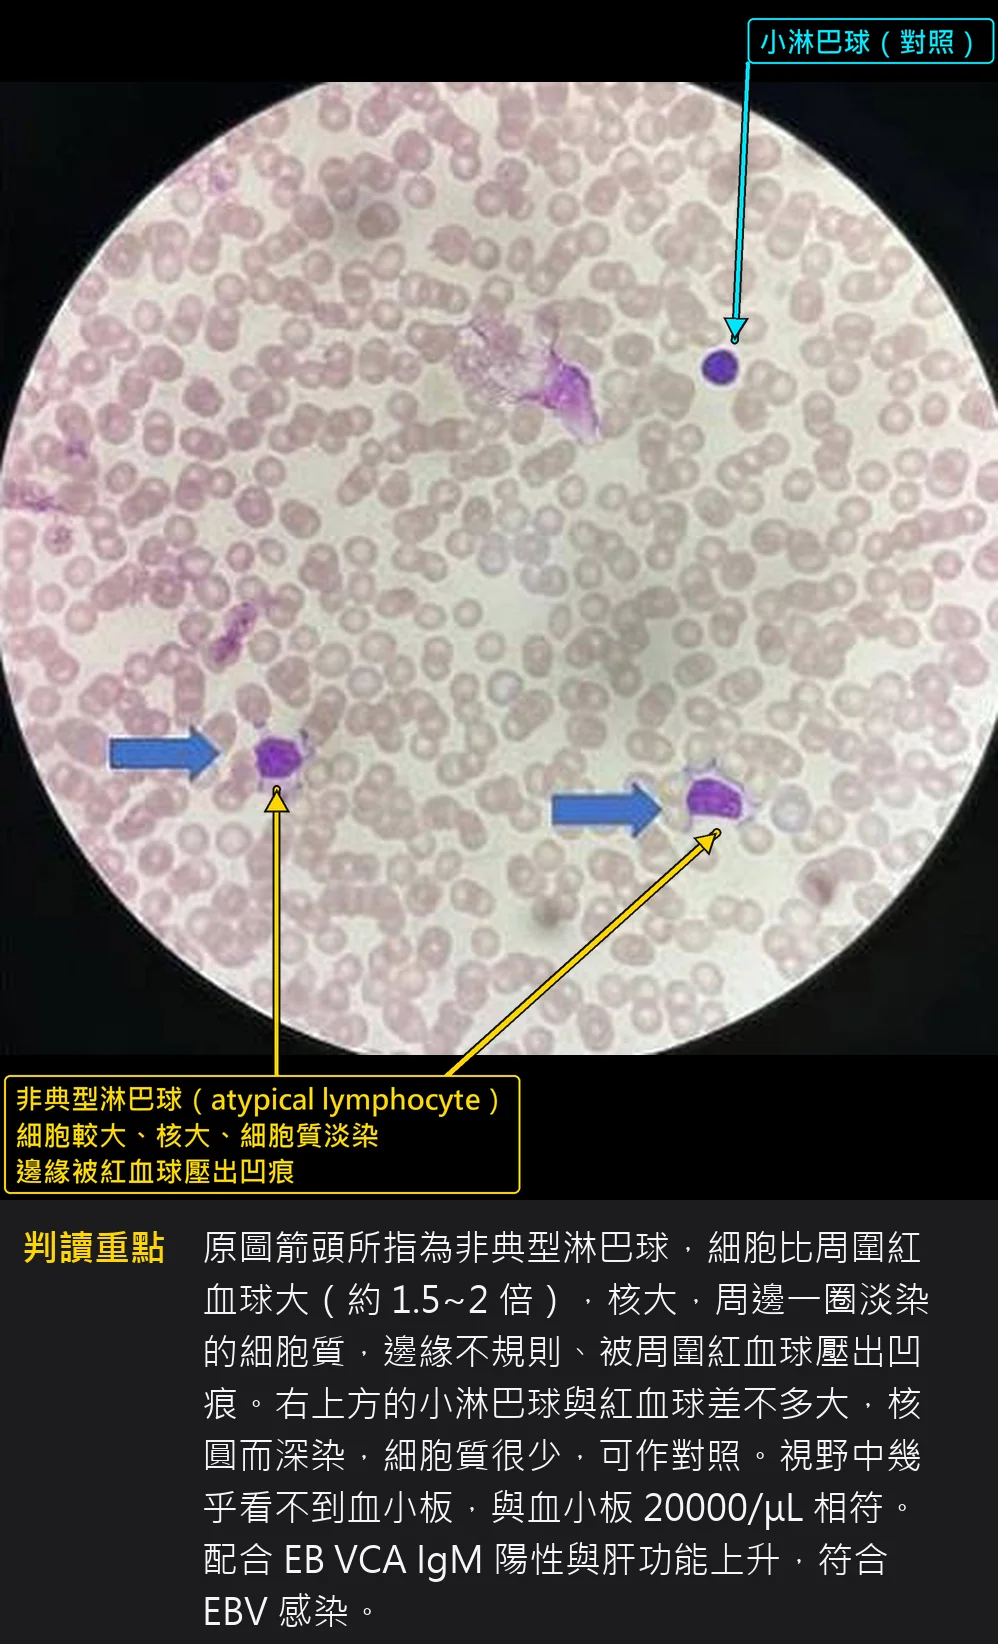 小淋巴球（對照）
非典型淋巴球（atypical lymphocyte）
細胞較大、核大、細胞質淡染
邊緣被紅血球壓出凹痕
判讀重點
原圖箭頭所指為非典型淋巴球，細胞比周圍紅
血球大（約 1.5~2 倍），核大，周邊一圈淡染
的細胞質，邊緣不規則、被周圍紅血球壓出凹
痕。右上方的小淋巴球與紅血球差不多大，核
圓而深染，細胞質很少，可作對照。視野中幾
乎看不到血小板，與血小板 20000/μL 相符。
配合 EB VCA IgM 陽性與肝功能上升，符合
EBV 感染。